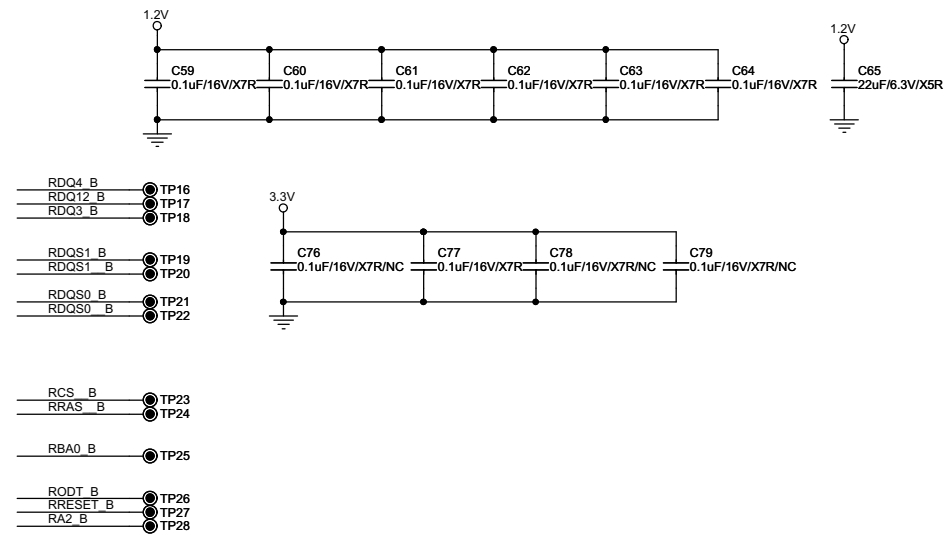 1.2V
C59
0.1uF/16V/X7R
C60
0.1uF/16V/X7R
C61
0.1uF/16V/X7R
C62
0.1uF/16V/X7R
C63
0.1uF/16V/X7R
C64
0.1uF/16V/X7R
1.2V
C65
22uF/6.3V/X5R
RDQ4_B TP16
RDQ12_B TP17
RDQ3_B TP18
RDQS1_B TP19
RDQS1__B TP20
RDQS0_B TP21
RDQS0__B TP22
3.3V
C76
0.1uF/16V/X7R/NC
C77
0.1uF/16V/X7R
C78
0.1uF/16V/X7R/NC
C79
0.1uF/16V/X7R/NC
RCS__B TP23
RRAS__B TP24
RBA0_B TP25
RODT_B TP26
RRESET_B TP27
RA2_B TP28